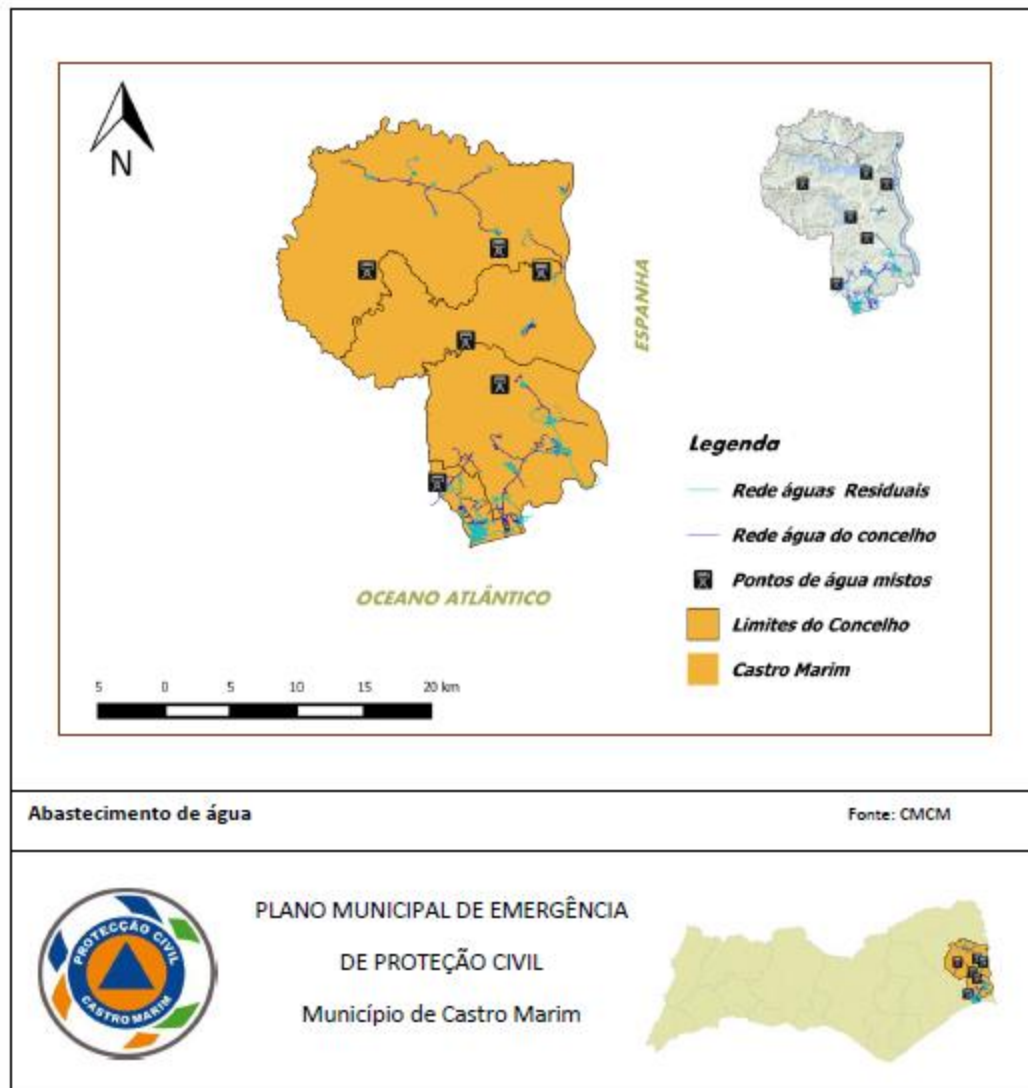 N
ESPANHA
OCEANO ATLÂNTICO
Legenda
Rede águas Residuais
Rede água do concelho
Pontos de água mistos
Limites do Concelho
Castro Marim
5 0 5 10 15 20 km
Abastecimento de água
Fonte: CMCM
PROTECÇÃO CIVIL
CASTRO MARIM
PLANO MUNICIPAL DE EMERGÊNCIA
DE PROTEÇÃO CIVIL
Município de Castro Marim